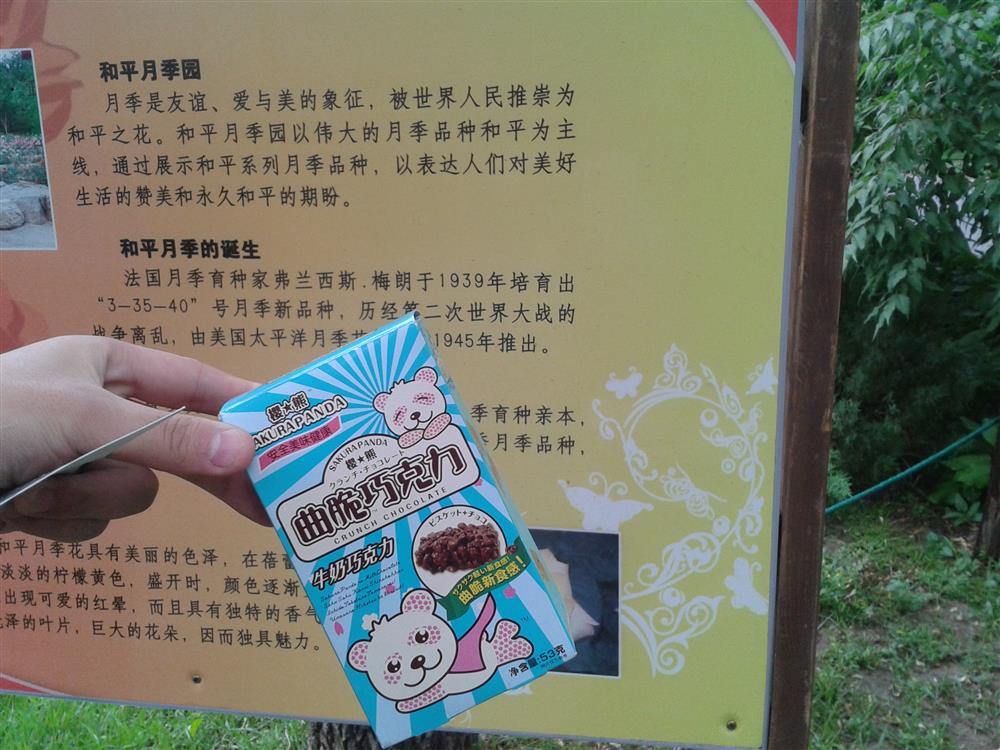 和平月季园
月季是友谊、爱与美的象征，被世界人民推崇为
和平之花。和平月季园以伟大的月季品种和平为主
线，通过展示和平系列月季品种，以表达人们对美好
生活的赞美和永久和平的期盼。
和平月季的诞生
法国月季育种家弗兰西斯.梅朗于1939年培育出
“3-35-40”号月季新品种，历经第二次世界大战的
战争离乱，由美国太平洋月季
1945年推出。
季育种亲本，
季月季品种，
和平月季花具有美丽的色泽，在蓓蕾
淡淡的柠檬黄色，盛开时，颜色逐渐
出现可爱的红晕，而且具有独特的香气
泽的叶片，巨大的花朵，因而独具魅力。
樱★熊
SAKURAPANDA
安全美味健康
SAKURAPANDA
樱★熊
クランチ・チョコレート
曲脆巧克力
CRUNCH CHOCOLATE
牛奶巧克力
ビスケット+チョコ
サクサク軽い新食感!
曲脆新食感!
净含量:53克